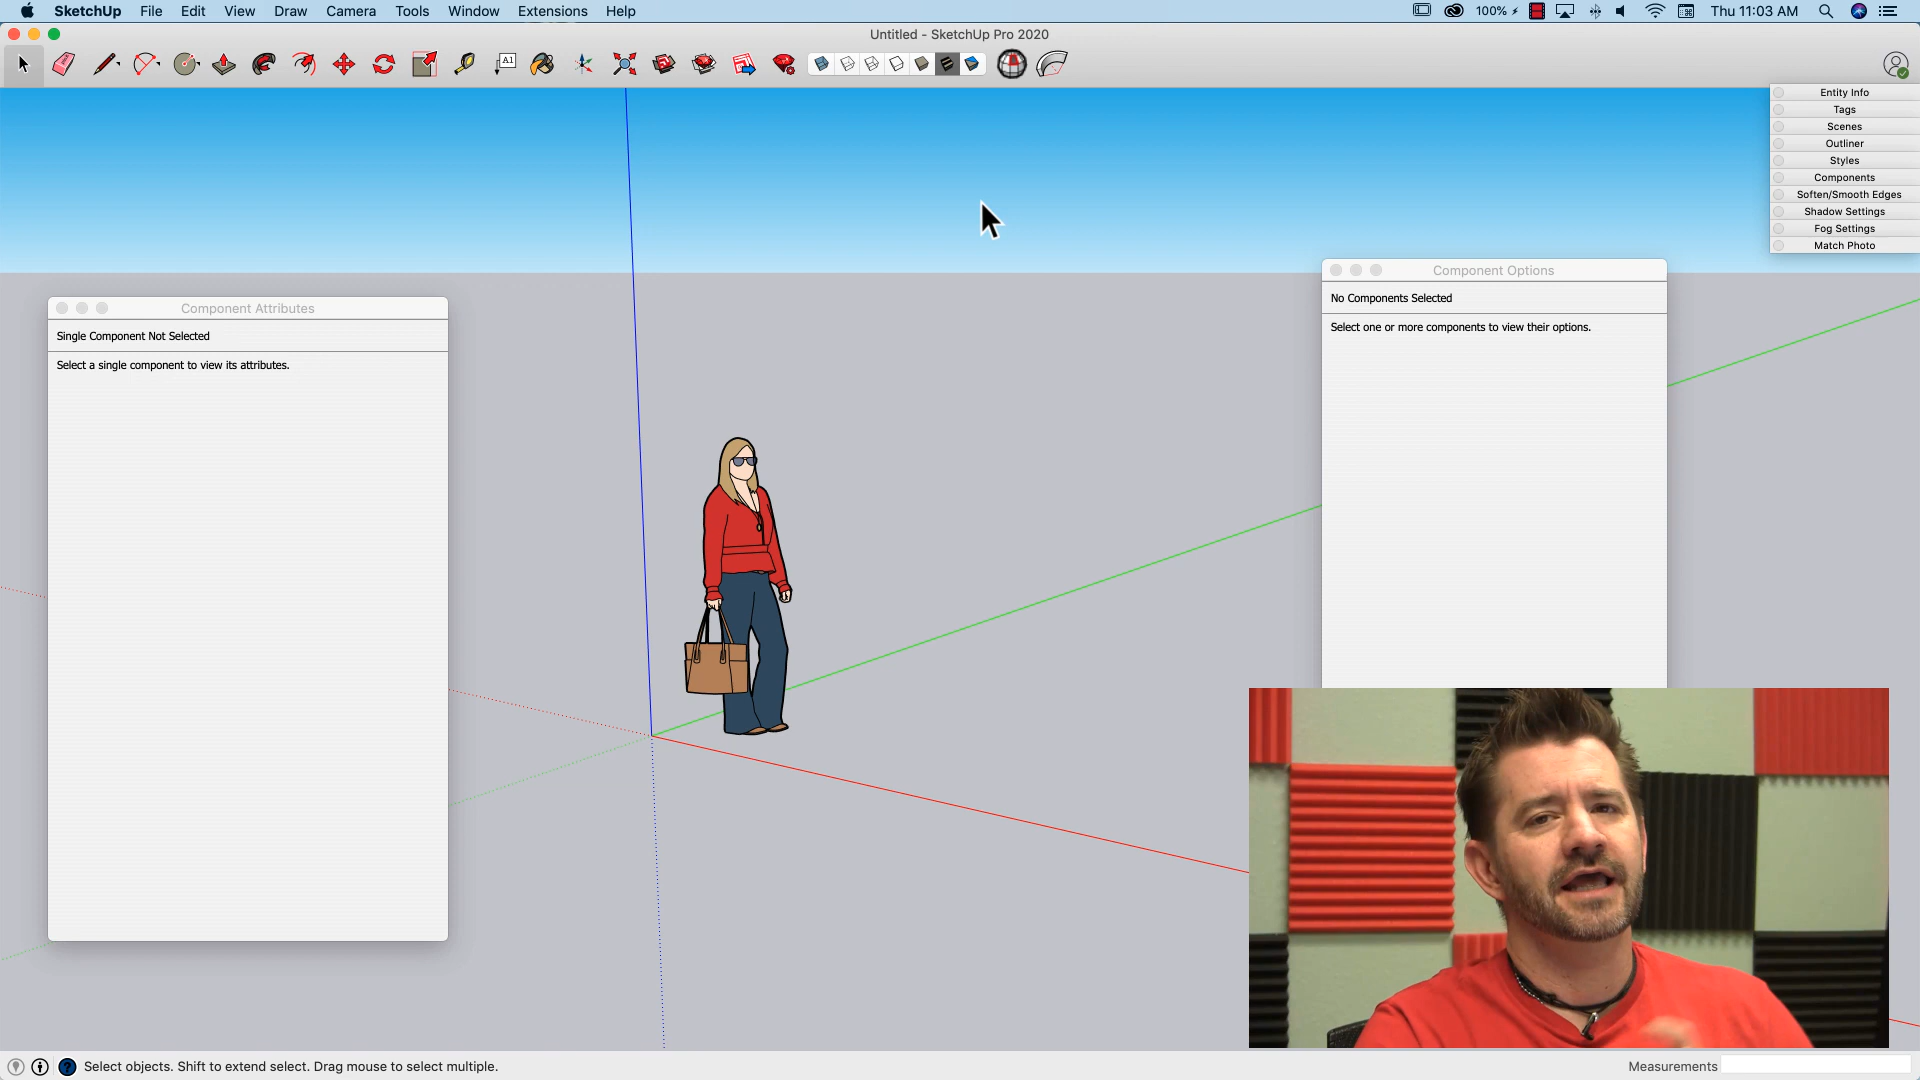 SketchUp File Edit View Draw Camera Tools Window Extensions Help 100% Thu 11:03 AM
Untitled - SketchUp Pro 2020
A1
Entity Info
Tags
Scenes
Outliner
Styles
Components
Soften/Smooth Edges
Shadow Settings
Fog Settings
Match Photo
Component Attributes
Single Component Not Selected
Select a single component to view its attributes.
Component Options
No Components Selected
Select one or more components to view their options.
Select objects. Shift to extend select. Drag mouse to select multiple.
Measurements